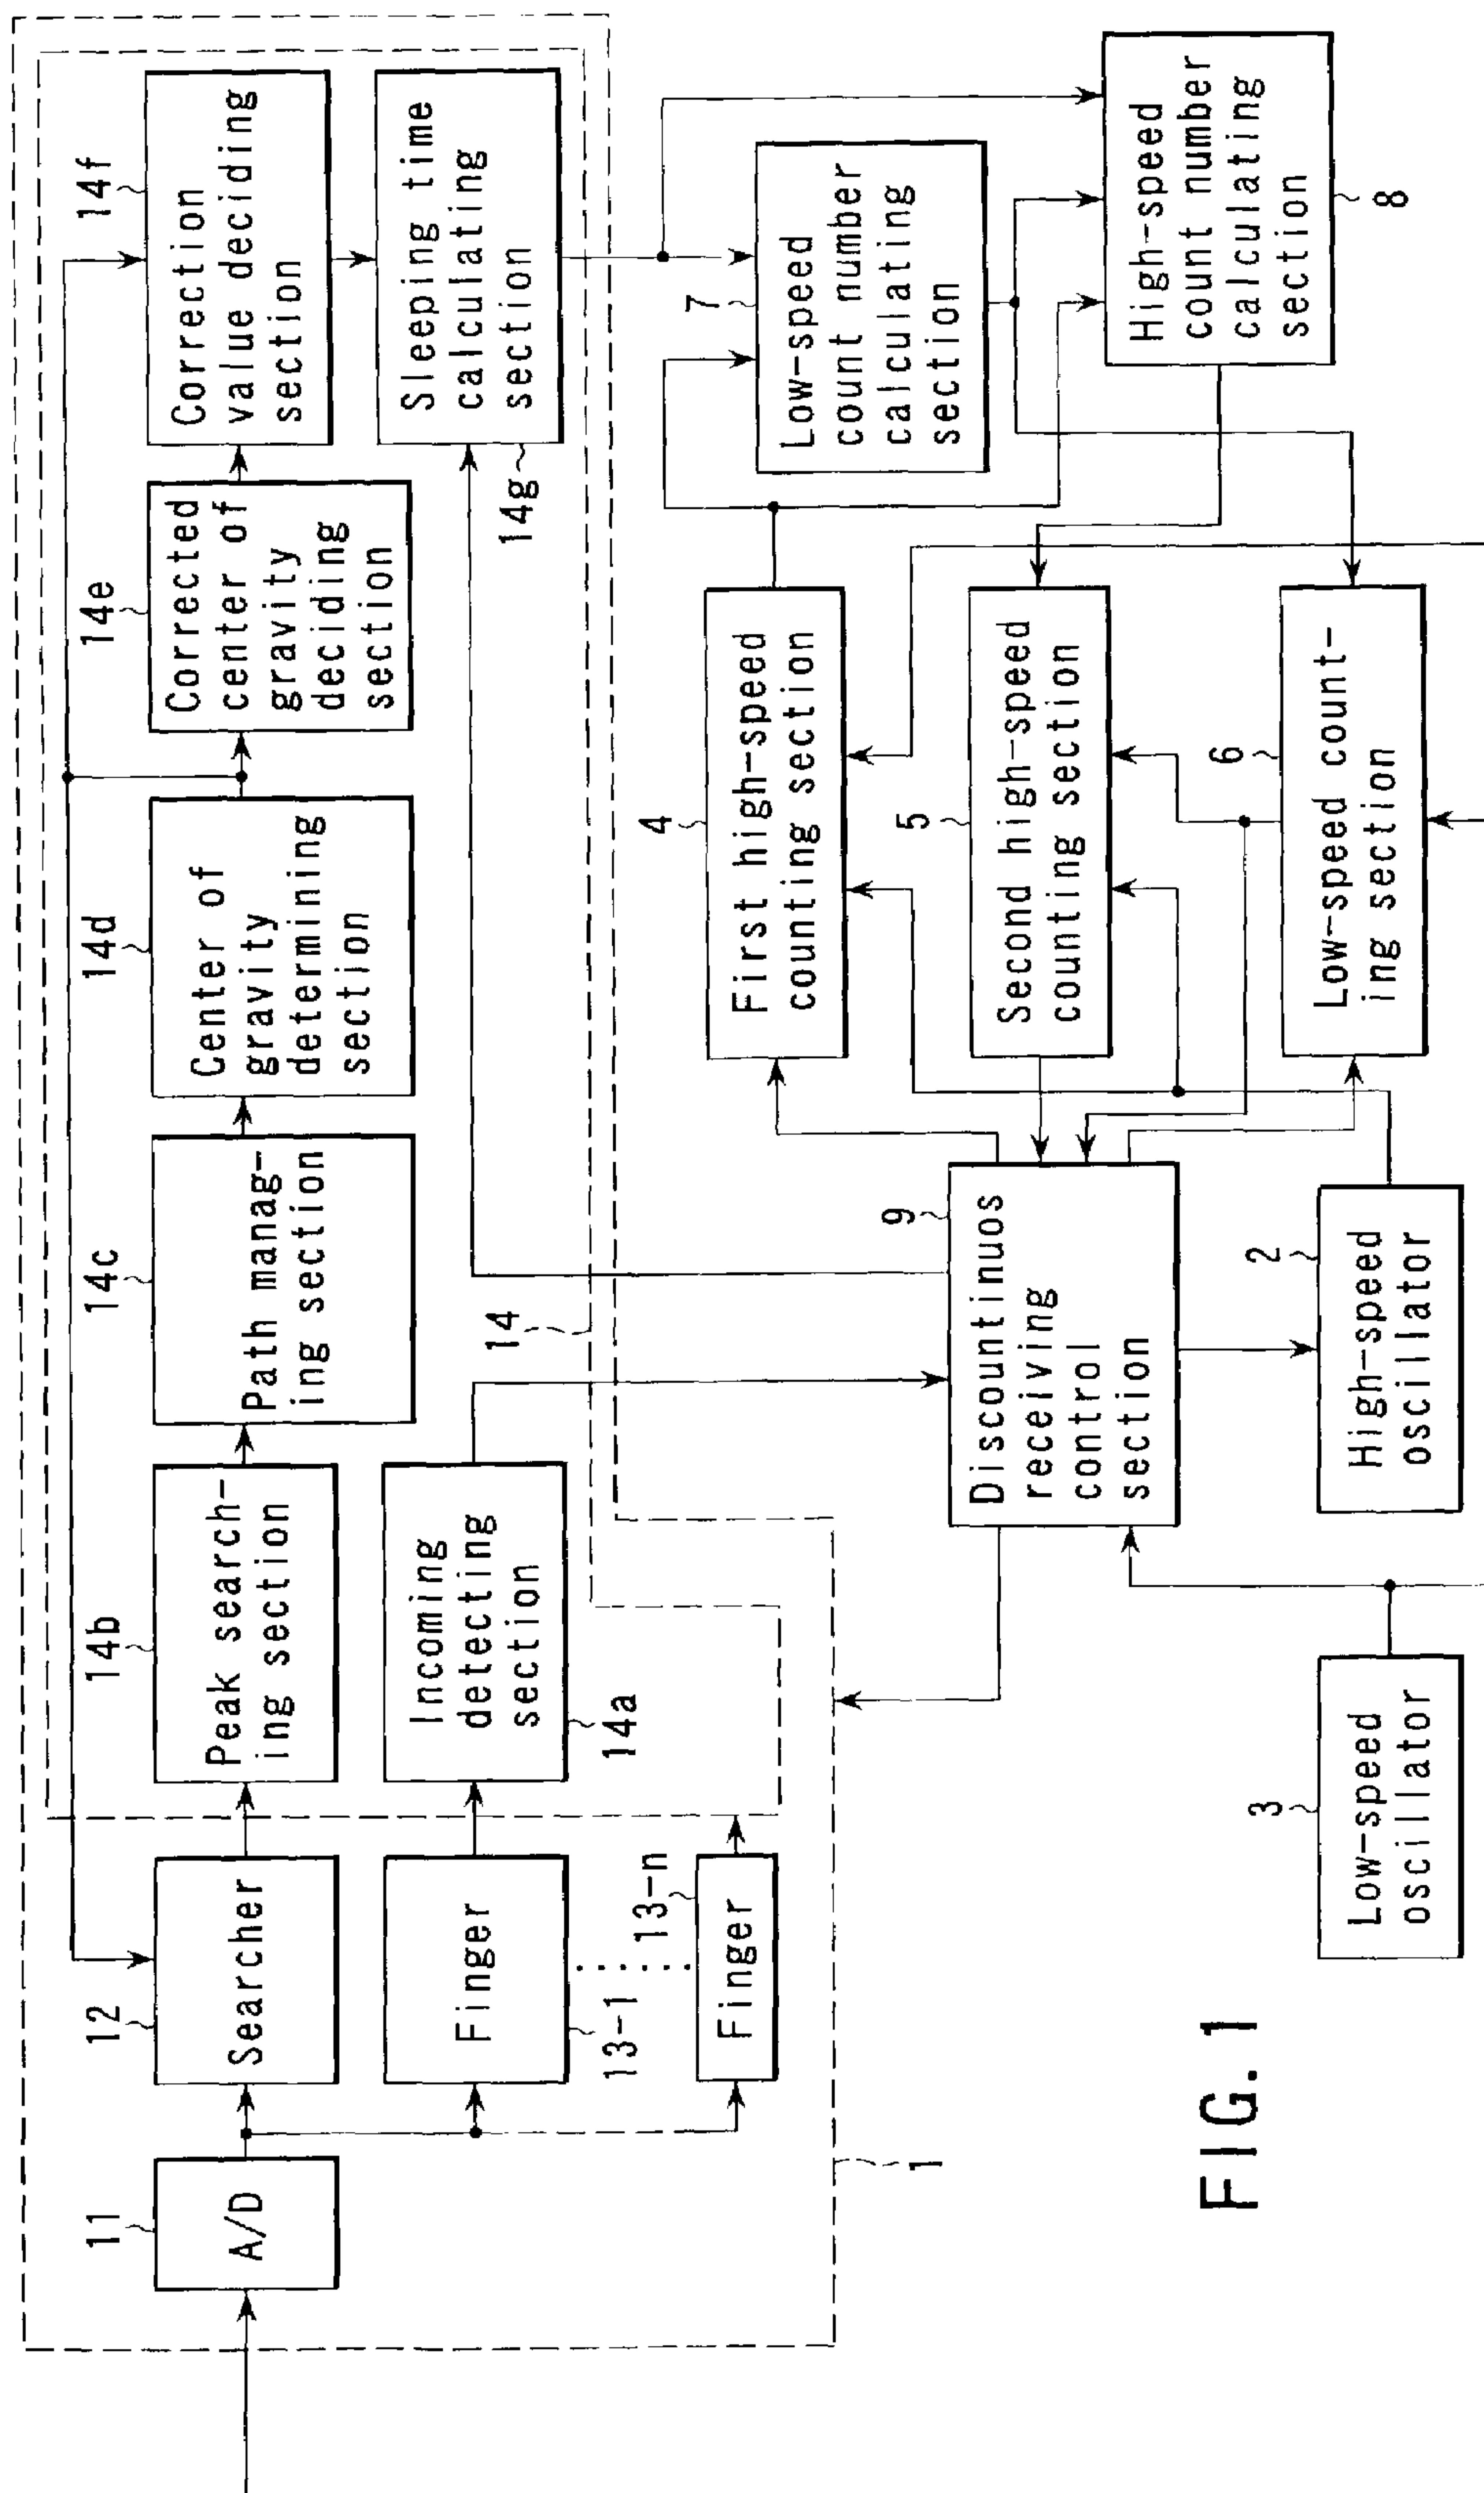 11
A/D
12
Searcher
14b
Peak search-
ing section
14c
Path manag-
ing section
14d
Center of
gravity
determining
section
14e
Corrected
center of
gravity
deciding
section
14f
Correction
value deciding
section
13-1
Finger
14a
Incoming
detecting
section
14
14g
Sleeping time
calculating
section
13-n
Finger
1
9
Discountinuos
receiving
control
section
4
First high-speed
counting section
7
Low-speed
count number
calculating
section
5
Second high-speed
counting section
8
High-speed
count number
calculating
section
3
Low-speed
oscillator
2
High-speed
oscillator
6
Low-speed count-
ing section
FIG. 1